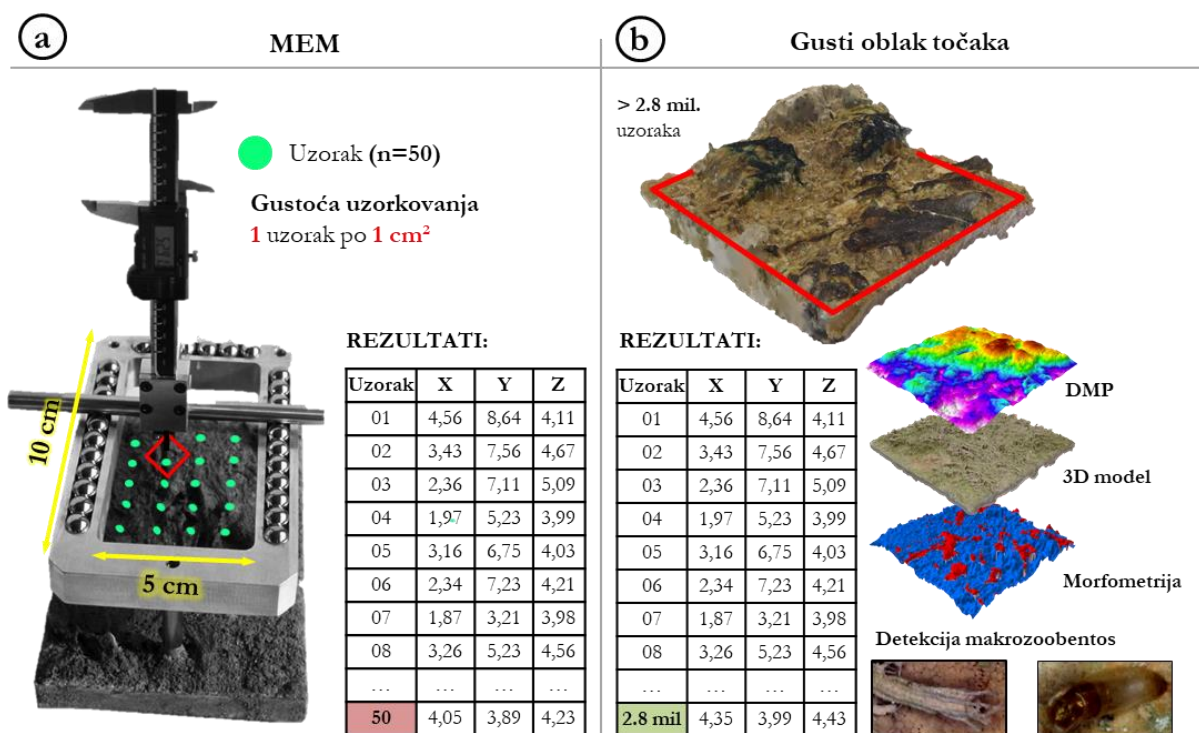 a
MEM
Uzorak (n=50)
Gustoća uzorkovanja
1 uzorak po 1 cm²
10 cm
5 cm
REZULTATI:
Uzorak X Y Z
01 4,56 8,64 4,11
02 3,43 7,56 4,67
03 2,36 7,11 5,09
04 1,97 5,23 3,99
05 3,16 6,75 4,03
06 2,34 7,23 4,21
07 1,87 3,21 3,98
08 3,26 5,23 4,56
... ... ... ...
50 4,05 3,89 4,23
b
Gusti oblak točaka
> 2.8 mil.
uzoraka
REZULTATI:
Uzorak X Y Z
01 4,56 8,64 4,11
02 3,43 7,56 4,67
03 2,36 7,11 5,09
04 1,97 5,23 3,99
05 3,16 6,75 4,03
06 2,34 7,23 4,21
07 1,87 3,21 3,98
08 3,26 5,23 4,56
... ... ... ...
2.8 mil 4,35 3,99 4,43
DMP
3D model
Morfometrija
Detekcija makrozoobentos